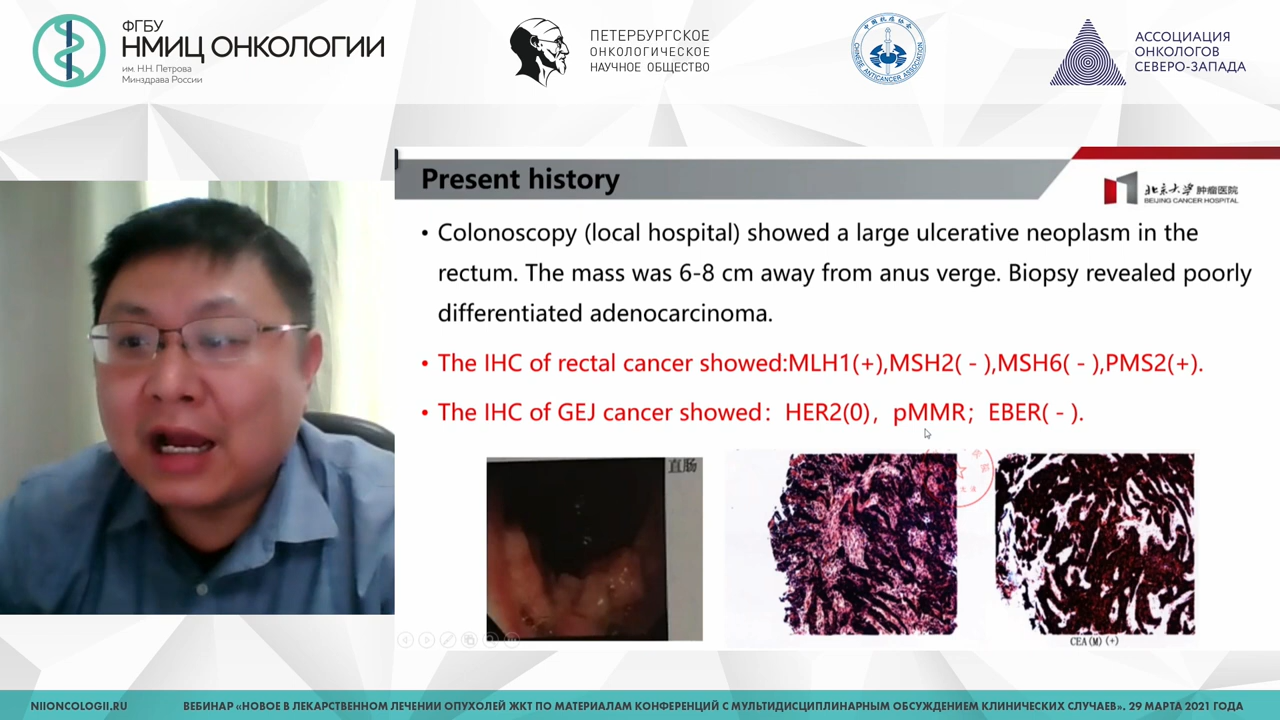 ФГБУ
НМИЦ ОНКОЛОГИИ
им. Н.Н. Петрова
Минздрава России
ПЕТЕРБУРГСКОЕ
ОНКОЛОГИЧЕСКОЕ
НАУЧНОЕ ОБЩЕСТВО
CHINESE ANTICANCER ASSOCIATION
АССОЦИАЦИЯ
ОНКОЛОГОВ
СЕВЕРО-ЗАПАДА
Present history
北京大学肿瘤医院
BEIJING CANCER HOSPITAL
• Colonoscopy (local hospital) showed a large ulcerative neoplasm in the
rectum. The mass was 6-8 cm away from anus verge. Biopsy revealed poorly
differentiated adenocarcinoma.
• The IHC of rectal cancer showed:MLH1(+),MSH2( - ),MSH6( - ),PMS2(+).
• The IHC of GEJ cancer showed：HER2(0)，pMMR；EBER( - ).
直肠
CEA(M)(+)
NIIONCOLOGII.RU
ВЕБИНАР «НОВОЕ В ЛЕКАРСТВЕННОМ ЛЕЧЕНИИ ОПУХОЛЕЙ ЖКТ ПО МАТЕРИАЛАМ КОНФЕРЕНЦИЙ С МУЛЬТИДИСЦИПЛИНАРНЫМ ОБСУЖДЕНИЕМ КЛИНИЧЕСКИХ СЛУЧАЕВ». 29 МАРТА 2021 ГОДА